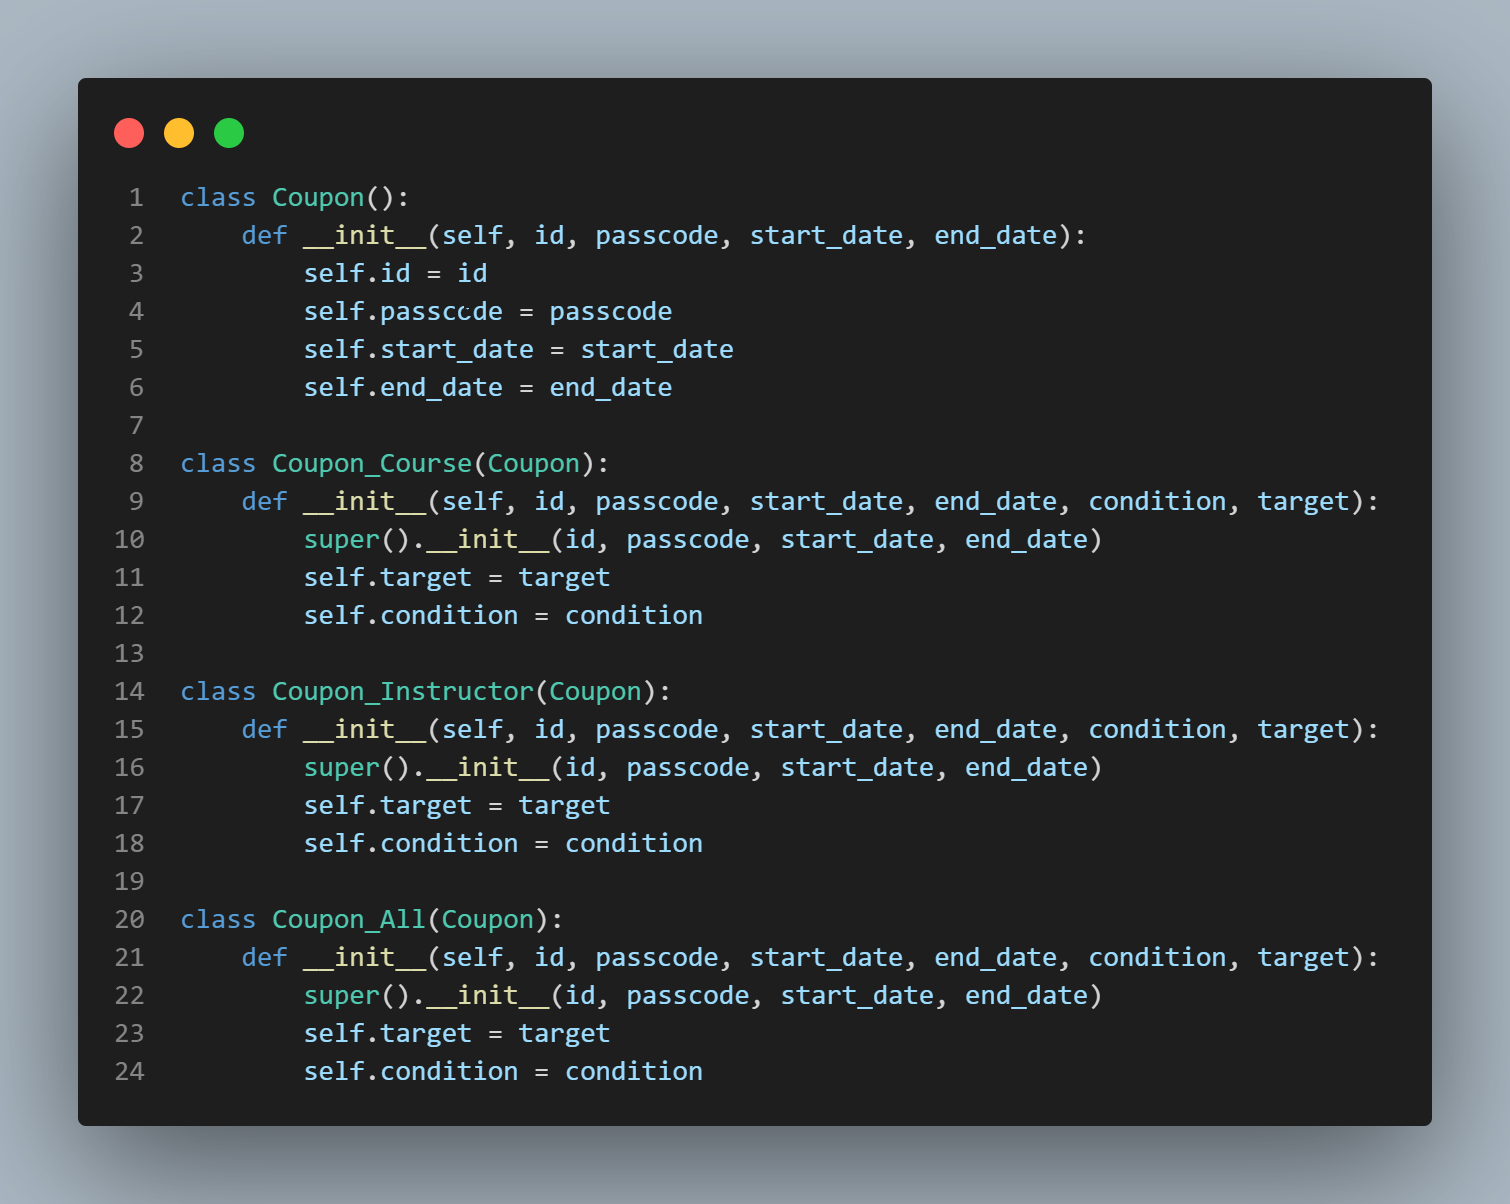 1 class Coupon():
2     def __init__(self, id, passcode, start_date, end_date):
3         self.id = id
4         self.passcode = passcode
5         self.start_date = start_date
6         self.end_date = end_date
7
8 class Coupon_Course(Coupon):
9     def __init__(self, id, passcode, start_date, end_date, condition, target):
10         super().__init__(id, passcode, start_date, end_date)
11         self.target = target
12         self.condition = condition
13
14 class Coupon_Instructor(Coupon):
15     def __init__(self, id, passcode, start_date, end_date, condition, target):
16         super().__init__(id, passcode, start_date, end_date)
17         self.target = target
18         self.condition = condition
19
20 class Coupon_All(Coupon):
21     def __init__(self, id, passcode, start_date, end_date, condition, target):
22         super().__init__(id, passcode, start_date, end_date)
23         self.target = target
24         self.condition = condition